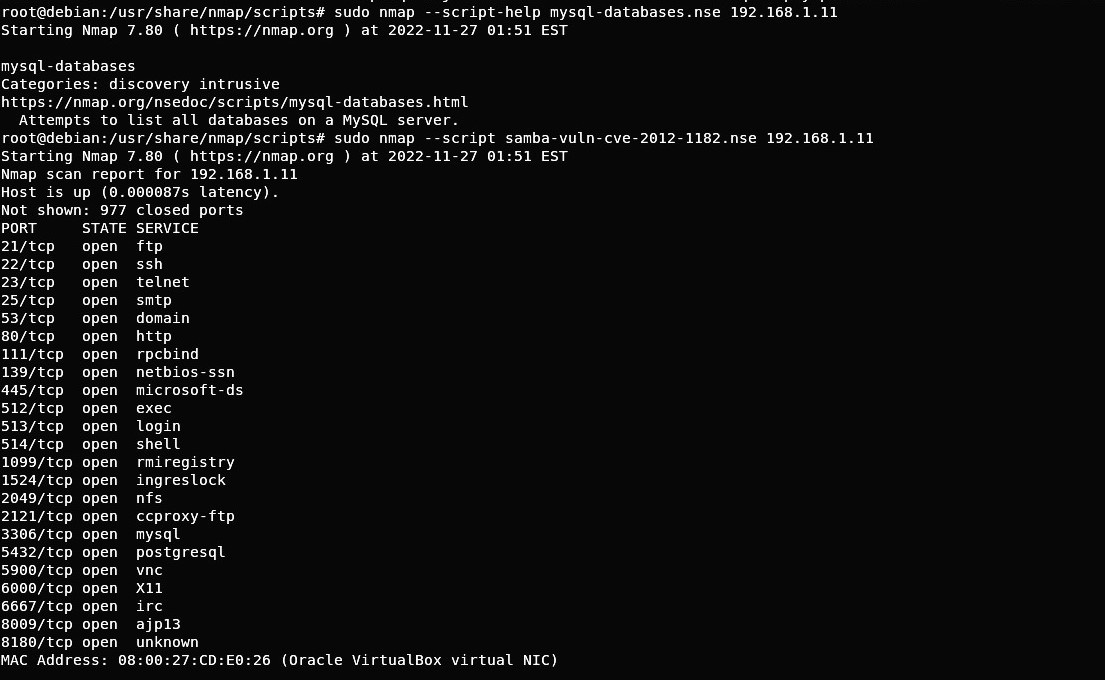 root@debian:/usr/share/nmap/scripts# sudo nmap --script-help mysql-databases.nse 192.168.1.11
Starting Nmap 7.80 ( https://nmap.org ) at 2022-11-27 01:51 EST

mysql-databases
Categories: discovery intrusive
https://nmap.org/nsedoc/scripts/mysql-databases.html
  Attempts to list all databases on a MySQL server.
root@debian:/usr/share/nmap/scripts# sudo nmap --script samba-vuln-cve-2012-1182.nse 192.168.1.11
Starting Nmap 7.80 ( https://nmap.org ) at 2022-11-27 01:51 EST
Nmap scan report for 192.168.1.11
Host is up (0.000087s latency).
Not shown: 977 closed ports
PORT     STATE SERVICE
21/tcp   open  ftp
22/tcp   open  ssh
23/tcp   open  telnet
25/tcp   open  smtp
53/tcp   open  domain
80/tcp   open  http
111/tcp  open  rpcbind
139/tcp  open  netbios-ssn
445/tcp  open  microsoft-ds
512/tcp  open  exec
513/tcp  open  login
514/tcp  open  shell
1099/tcp open  rmiregistry
1524/tcp open  ingreslock
2049/tcp open  nfs
2121/tcp open  ccproxy-ftp
3306/tcp open  mysql
5432/tcp open  postgresql
5900/tcp open  vnc
6000/tcp open  X11
6667/tcp open  irc
8009/tcp open  ajp13
8180/tcp open  unknown
MAC Address: 08:00:27:CD:E0:26 (Oracle VirtualBox virtual NIC)